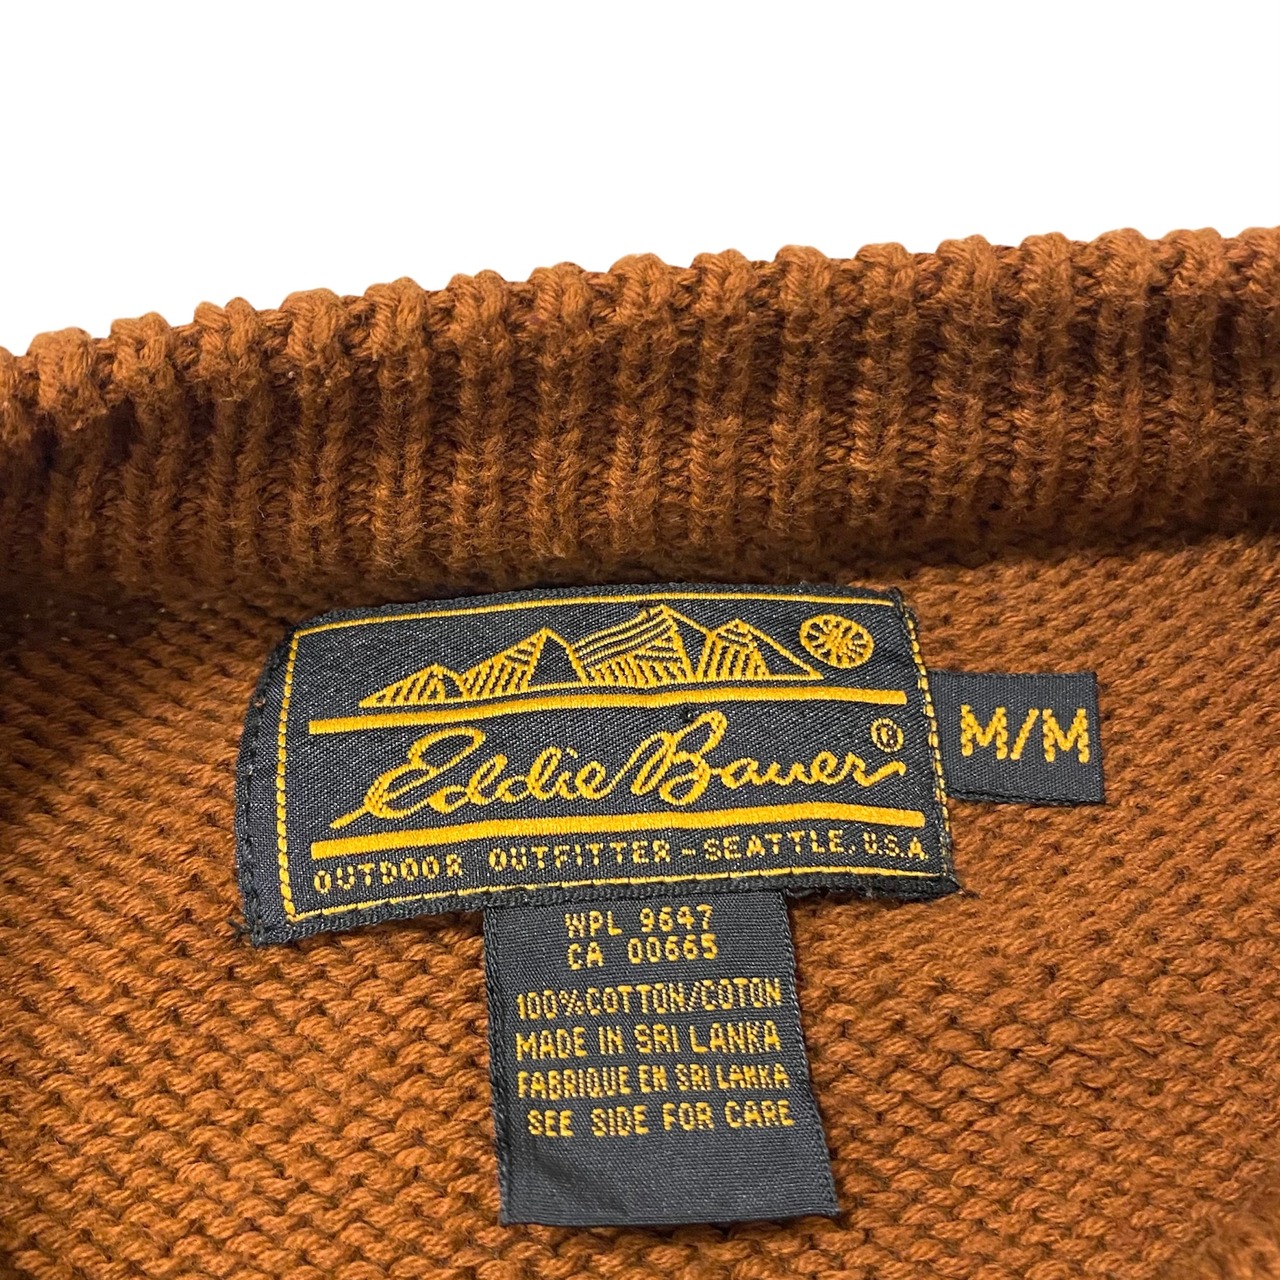 Eddie Bauer®
M/M
OUTDOOR OUTFITTER-SEATTLE, U.S.A
WPL 9647
CA 00665
100%COTTON/COTON
MADE IN SRI LANKA
FABRIQUE EN SRI LANKA
SEE SIDE FOR CARE